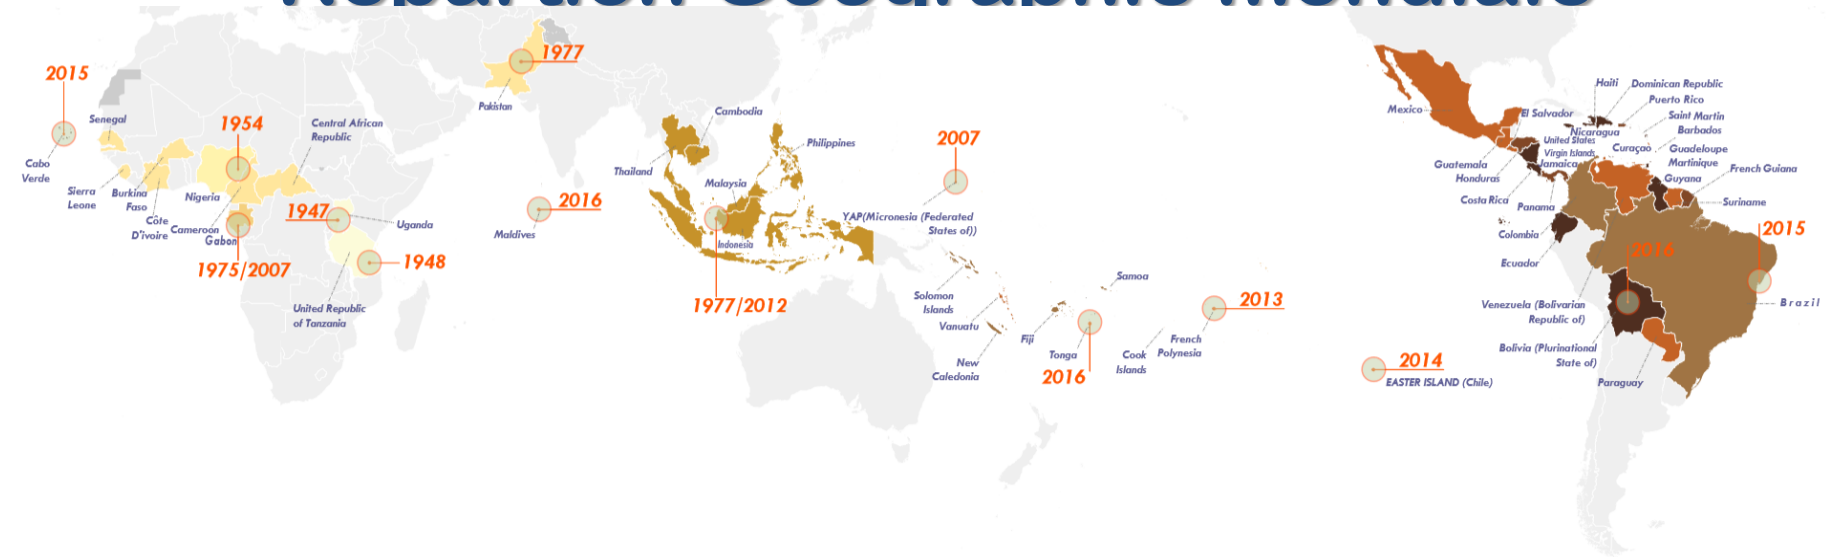 Répartion Géographie Mondiale
2015
Cabo
Verde
Senegal
Sierra
Leone
Burkina
Faso
Côte
D'ivoire
1954
Nigeria
Cameroon
Gabon
1975/2007
Central African
Republic
1947
Uganda
1948
United Republic
of Tanzania
1977
Pakistan
2016
Maldives
Thailand
Cambodia
Philippines
Malaysia
Indonesia
1977/2012
2007
YAP(Micronesia (Federated
States of))
Solomon
Islands
Vanuatu
New
Caledonia
Fiji
Samoa
Tonga
2016
Cook
Islands
French
Polynesia
2013
2014
EASTER ISLAND (Chile)
Mexico
Guatemala
Honduras
El Salvador
Nicaragua
United States
Virgin Islands
Jamaica
Costa Rica
Panama
Colombia
Ecuador
Haiti
Dominican Republic
Puerto Rico
Saint Martin
Barbados
Curaçao
Guadeloupe
Martinique
Guyana
French Guiana
Suriname
2015
2016
Brazil
Venezuela (Bolivarian
Republic of)
Bolivia (Plurinational
State of)
Paraguay